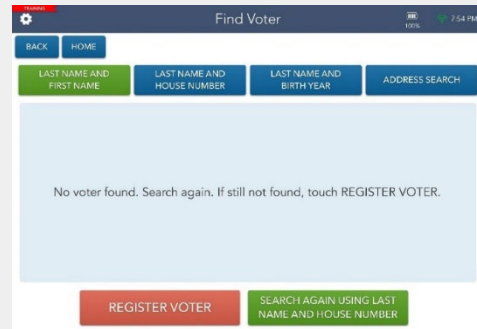 TRAINING
Find Voter
100%
7:54 PM
BACK
HOME
LAST NAME AND
FIRST NAME
LAST NAME AND
HOUSE NUMBER
LAST NAME AND
BIRTH YEAR
ADDRESS SEARCH
No voter found. Search again. If still not found, touch REGISTER VOTER.
REGISTER VOTER
SEARCH AGAIN USING LAST
NAME AND HOUSE NUMBER